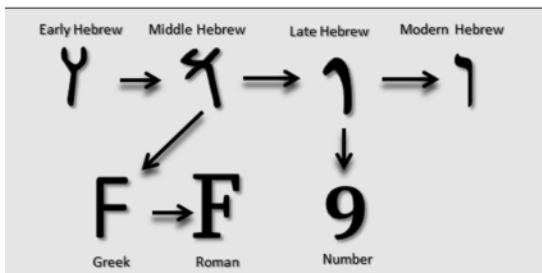 Early Hebrew Middle Hebrew Late Hebrew Modern Hebrew
ו
F F 9
Greek Roman Number